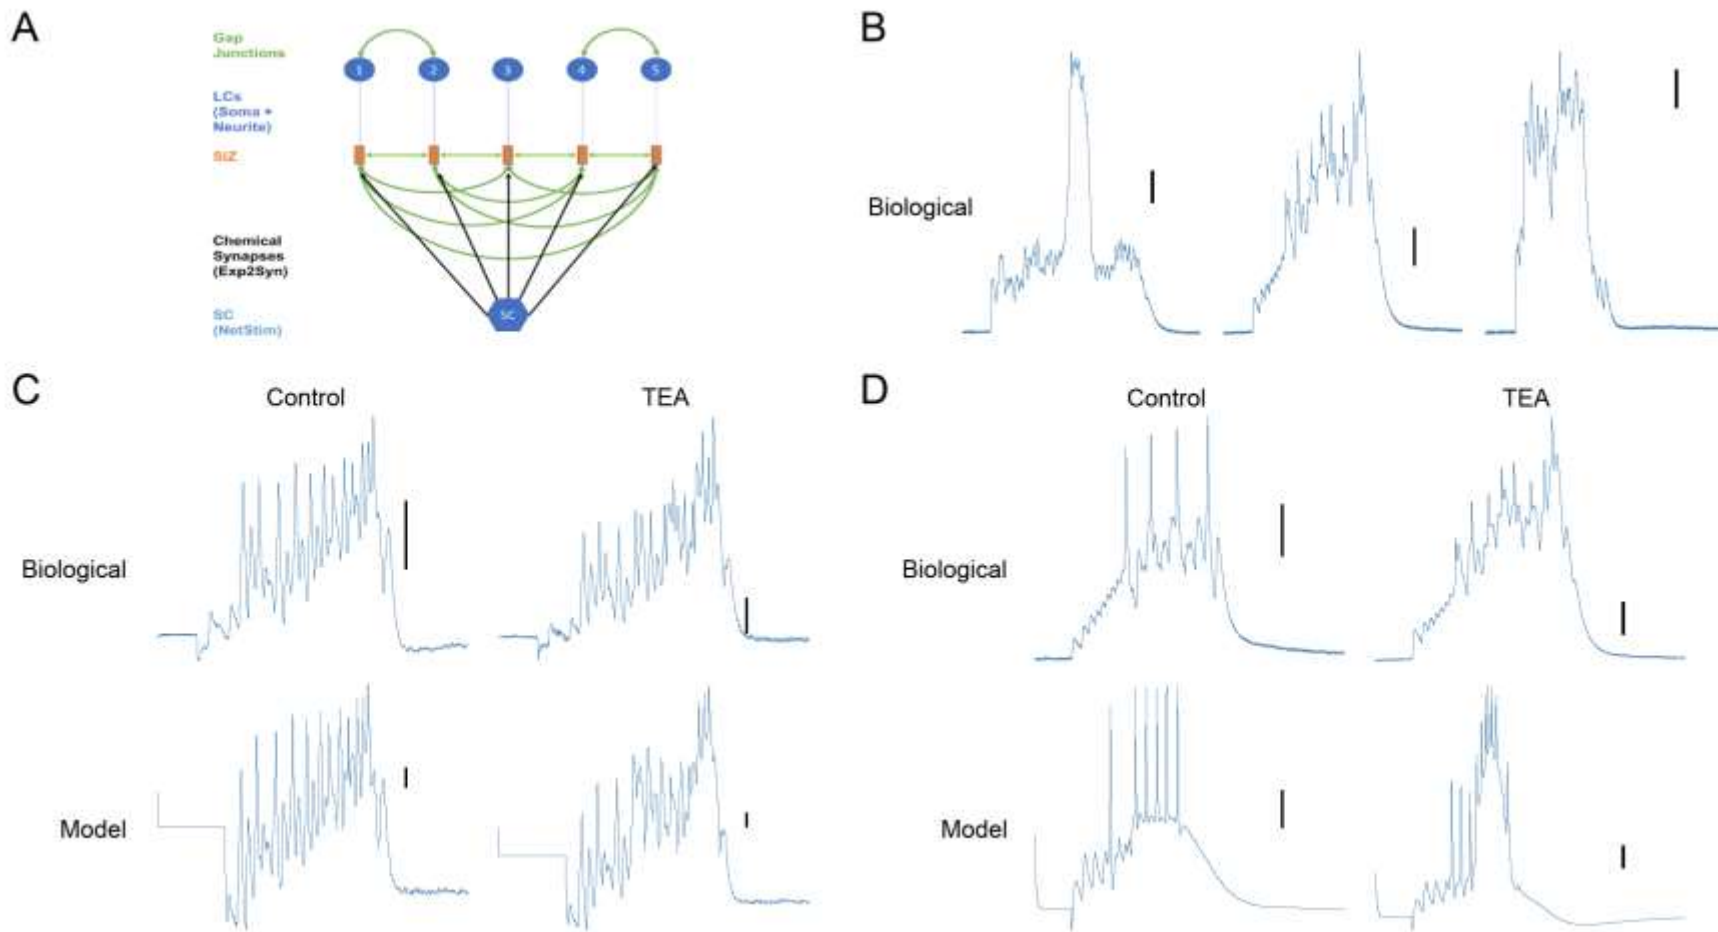 A
Gap
Junctions
1 2 3 4 5
LCs
(Soma +
Neurite)
SIZ
Chemical
Synapses
(Exp2Syn)
SC
SC
(NetStim)
B
Biological
C
Control TEA
Biological
Model
D
Control TEA
Biological
Model